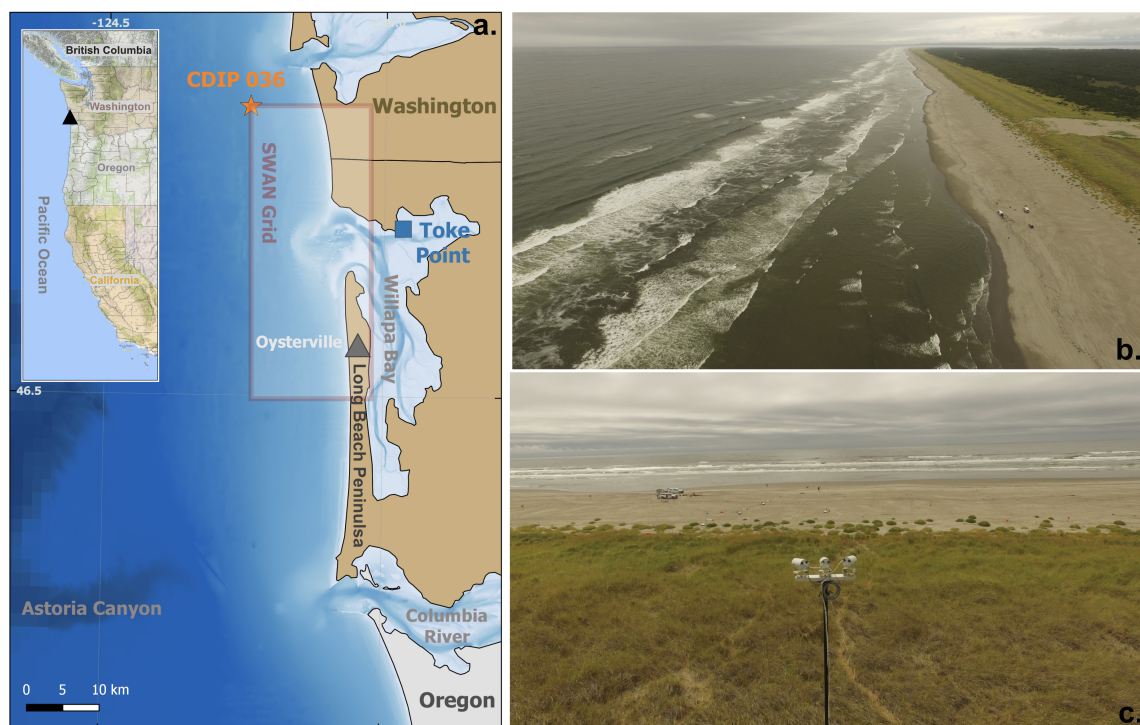 -124.5
a.
British Columbia
Washington
Oregon
California
Pacific Ocean
CDIP 036
Washington
SWAN Grid
Toke
Point
Willapa Bay
Oysterville
46.5
Long Beach Peninulsa
Astoria Canyon
Columbia
River
0 5 10 km
Oregon
b.
c.